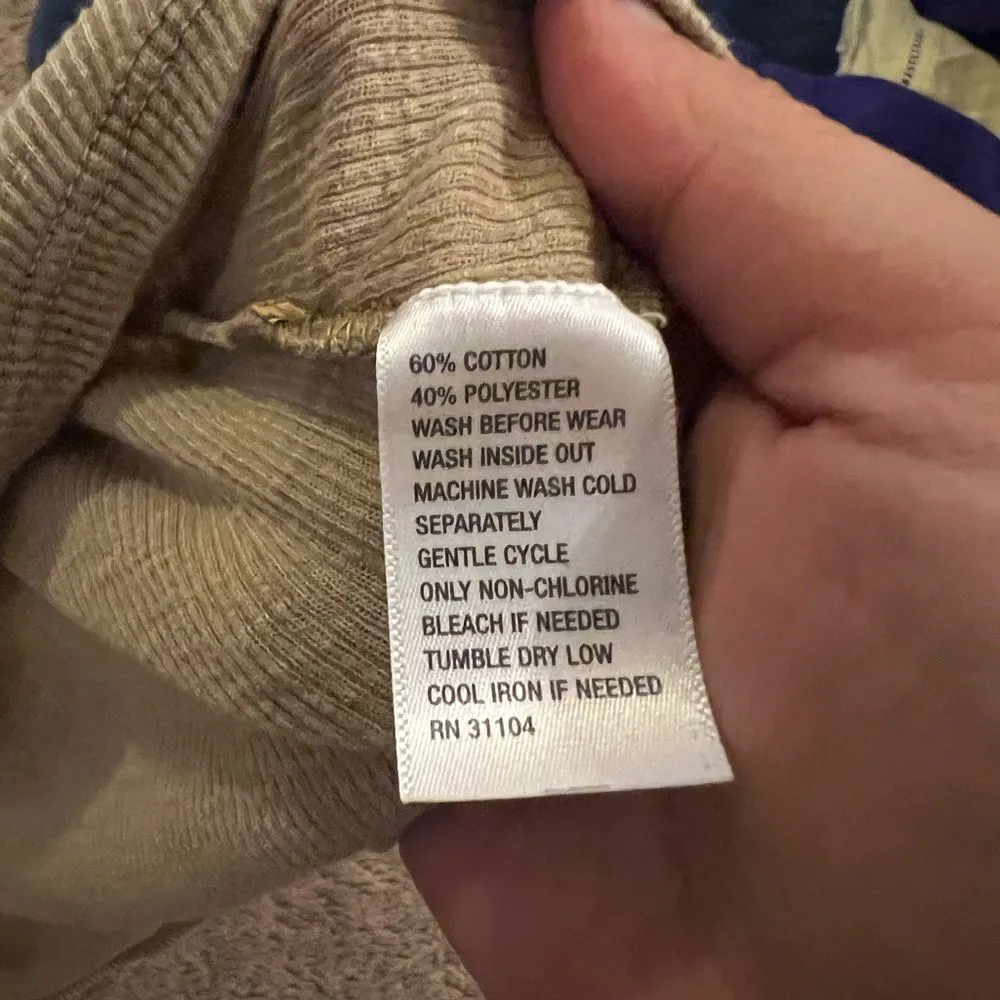 60% COTTON
40% POLYESTER
WASH BEFORE WEAR
WASH INSIDE OUT
MACHINE WASH COLD
SEPARATELY
GENTLE CYCLE
ONLY NON-CHLORINE
BLEACH IF NEEDED
TUMBLE DRY LOW
COOL IRON IF NEEDED
RN 31104